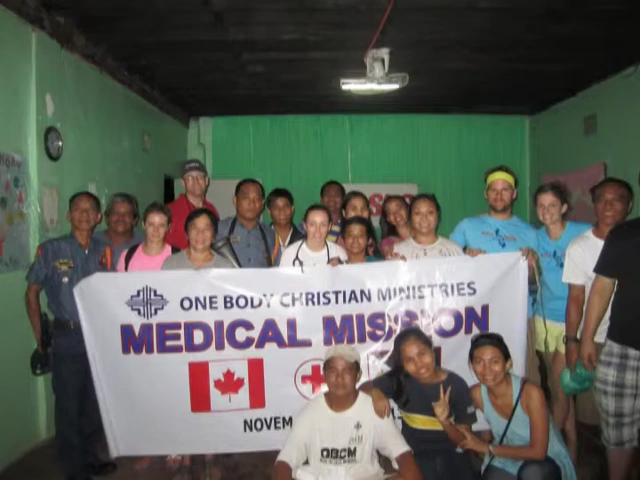 ONE BODY CHRISTIAN MINISTRIES
MEDICAL MISSION
NOVEM
OBCM